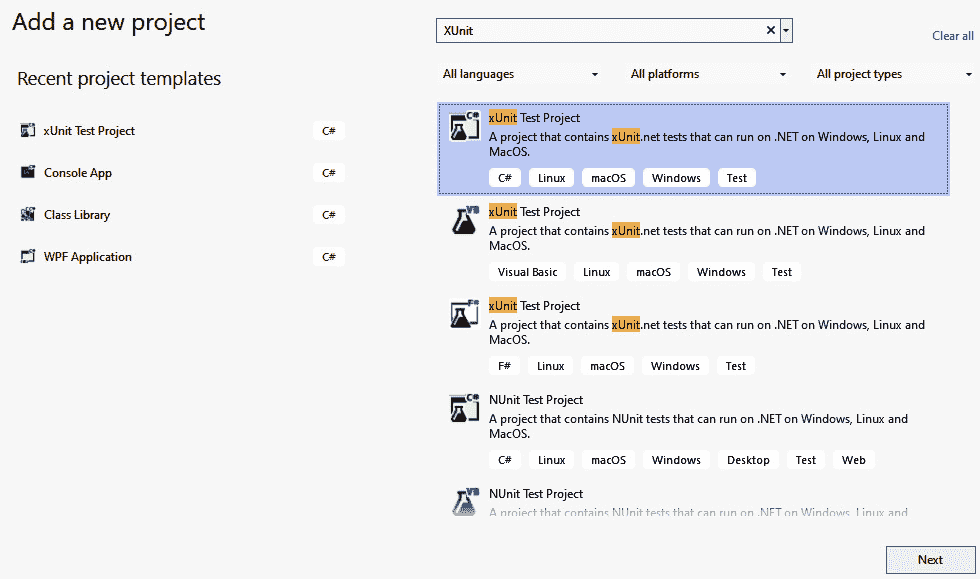 Add a new project
XUnit
Clear all
Recent project templates
All languages
All platforms
All project types
xUnit Test Project
C#
Console App
C#
Class Library
C#
WPF Application
C#
C#
xUnit Test Project
A project that contains xUnit.net tests that can run on .NET on Windows, Linux and
MacOS.
C# Linux macOS Windows Test
VB
xUnit Test Project
A project that contains xUnit.net tests that can run on .NET on Windows, Linux and
MacOS.
Visual Basic Linux macOS Windows Test
F#
xUnit Test Project
A project that contains xUnit.net tests that can run on .NET on Windows, Linux and
MacOS.
F# Linux macOS Windows Test
C#
NUnit Test Project
A project that contains NUnit tests that can run on .NET on Windows, Linux and
MacOS.
C# Linux macOS Windows Desktop Test Web
VB
NUnit Test Project
A project that contains NUnit tests that can run on .NET on Windows, Linux and
Next